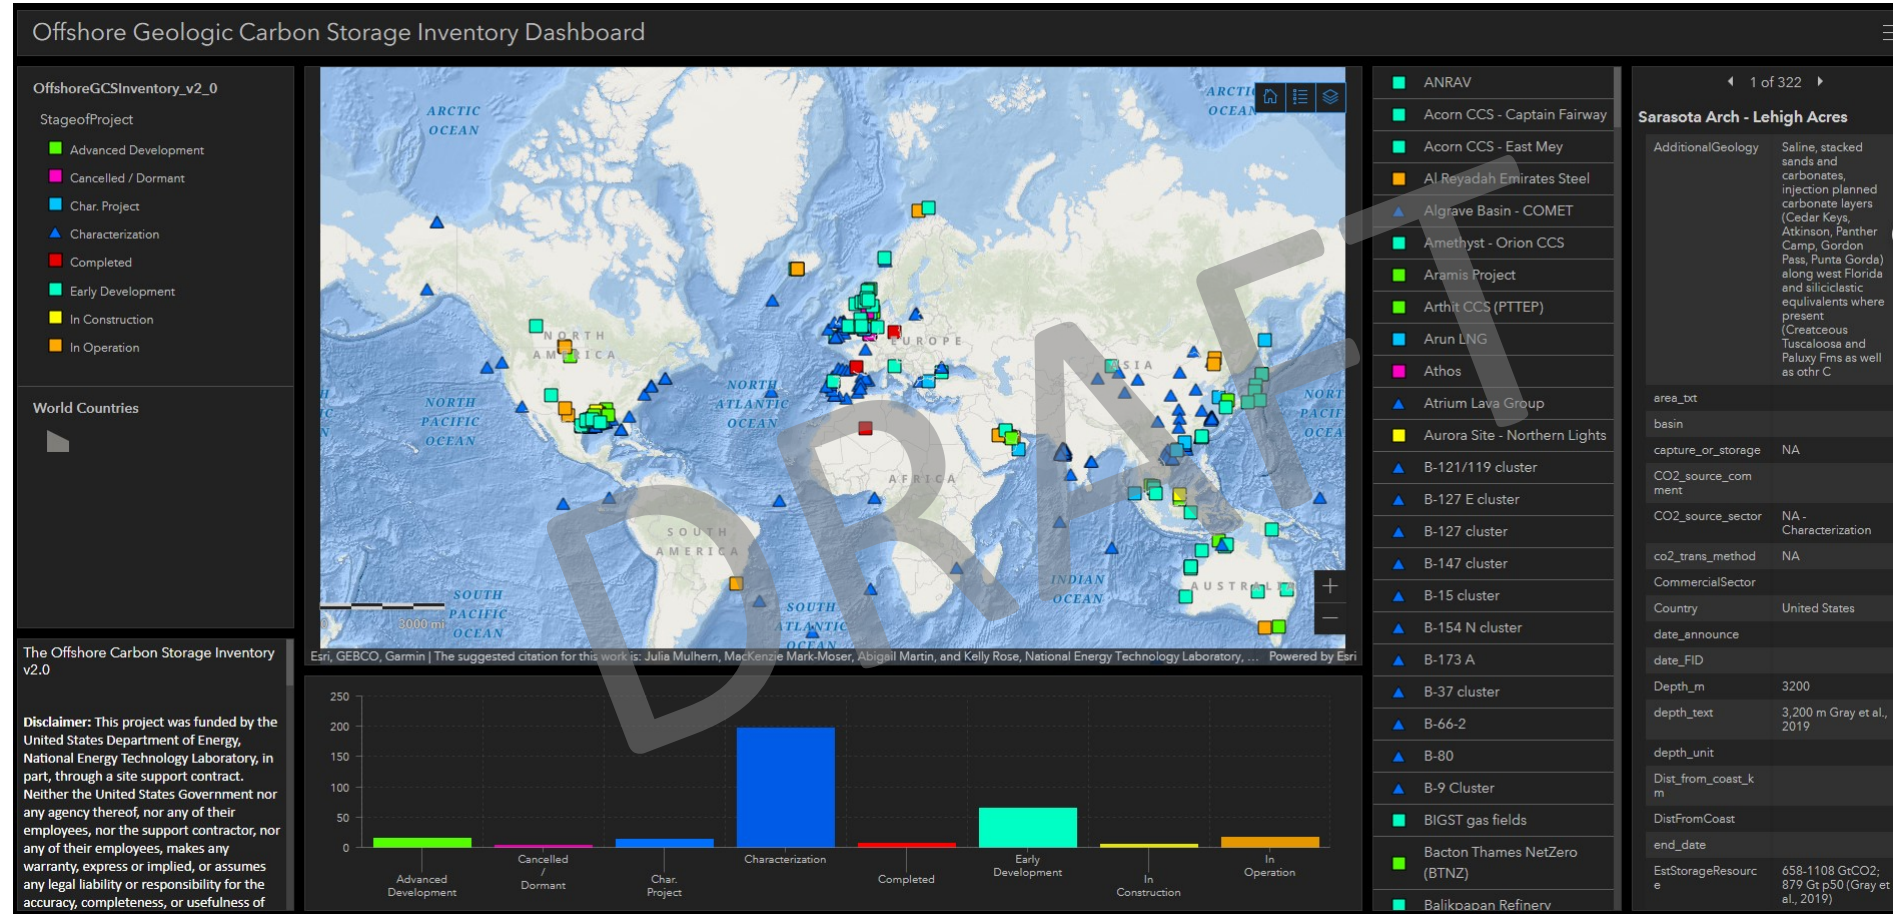 Offshore Geologic Carbon Storage Inventory Dashboard
OffshoreGCSInventory_v2_0
StageofProject
Advanced Development
Cancelled / Dormant
Char. Project
Characterization
Completed
Early Development
In Construction
In Operation
World Countries
The Offshore Carbon Storage Inventory
v2.0
Disclaimer: This project was funded by the
United States Department of Energy,
National Energy Technology Laboratory, in
part, through a site support contract.
Neither the United States Government nor
any agency thereof, nor any of their
employees, nor the support contractor, nor
any of their employees, makes any
warranty, express or implied, or assumes
any legal liability or responsibility for the
accuracy, completeness, or usefulness of
ARCTIC
OCEAN
ARCTI
OCEAN
NORTH
AMERICA
EUROPE
ASIA
NORTH
PACIFIC
OCEAN
NORTH
ATLANTIC
OCEAN
NORT
PACIF
OCEA
IC
N
AFRICA
SOUTH
AMERICA
INDIAN
OCEAN
AUSTRALIA
SOUTH
PACIFIC
OCEAN
SOUTH
ATLANTIC
OCEAN
3000 mi
+
−
Esri, GEBCO, Garmin | The suggested citation for this work is: Julia Mulhern, MacKenzie Mark-Moser, Abigail Martin, and Kelly Rose, National Energy Technology Laboratory, ... Powered by Esri
DRAFT
250
200
150
100
50
0
Advanced
Development
Cancelled
/
Dormant
Char.
Project
Characterization
Completed
Early
Development
In
Construction
In
Operation
ANRAV
Acorn CCS - Captain Fairway
Acorn CCS - East Mey
Al Reyadah Emirates Steel
Algrave Basin - COMET
Amethyst - Orion CCS
Aramis Project
Arthit CCS (PTTEP)
Arun LNG
Athos
Atrium Lava Group
Aurora Site - Northern Lights
B-121/119 cluster
B-127 E cluster
B-127 cluster
B-147 cluster
B-15 cluster
B-154 N cluster
B-173 A
B-37 cluster
B-66-2
B-80
B-9 Cluster
BIGST gas fields
Bacton Thames NetZero
(BTNZ)
Balikpapan Refinery
1 of 322
Sarasota Arch - Lehigh Acres
AdditionalGeology Saline, stacked
sands and
carbonates,
injection planned
carbonate layers
(Cedar Keys,
Atkinson, Panther
Camp, Gordon
Pass, Punta Gorda)
along west Florida
and siliciclastic
equlivalents where
present
(Creatceous
Tuscaloosa and
Paluxy Fms as well
as othr C
area_txt
basin
capture_or_storage NA
CO2_source_com
ment
CO2_source_sector NA -
Characterization
co2_trans_method NA
CommercialSector
Country United States
date_announce
date_FID
Depth_m 3200
depth_text 3,200 m Gray et al.,
2019
depth_unit
Dist_from_coast_k
m
DistFromCoast
end_date
EstStorageResourc 658-1108 GtCO2;
e 879 Gt p50 (Gray et
al., 2019)